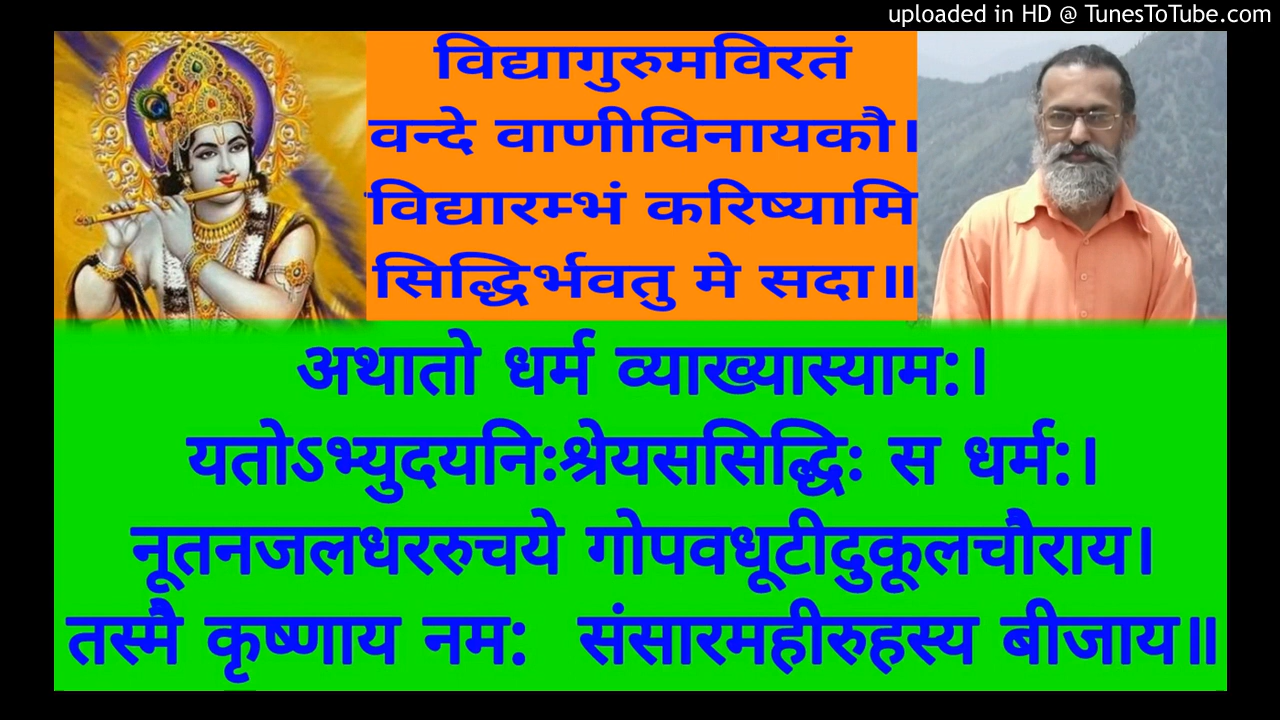 uploaded in HD @ TunesToTube.com
विद्यागुरुमविरतं
वन्दे वाणीविनायकौ।
विद्यारम्भं करिष्यामि
सिद्धिर्भवतु मे सदा॥
अथातो धर्म व्याख्यास्याम:।
यतोऽभ्युदयनिःश्रेयससिद्धिः स धर्म:।
नूतनजलधररुचये गोपवधूटीदुकूलचौराय।
तस्मै कृष्णाय नम: संसारमहीरुहस्य बीजाय॥